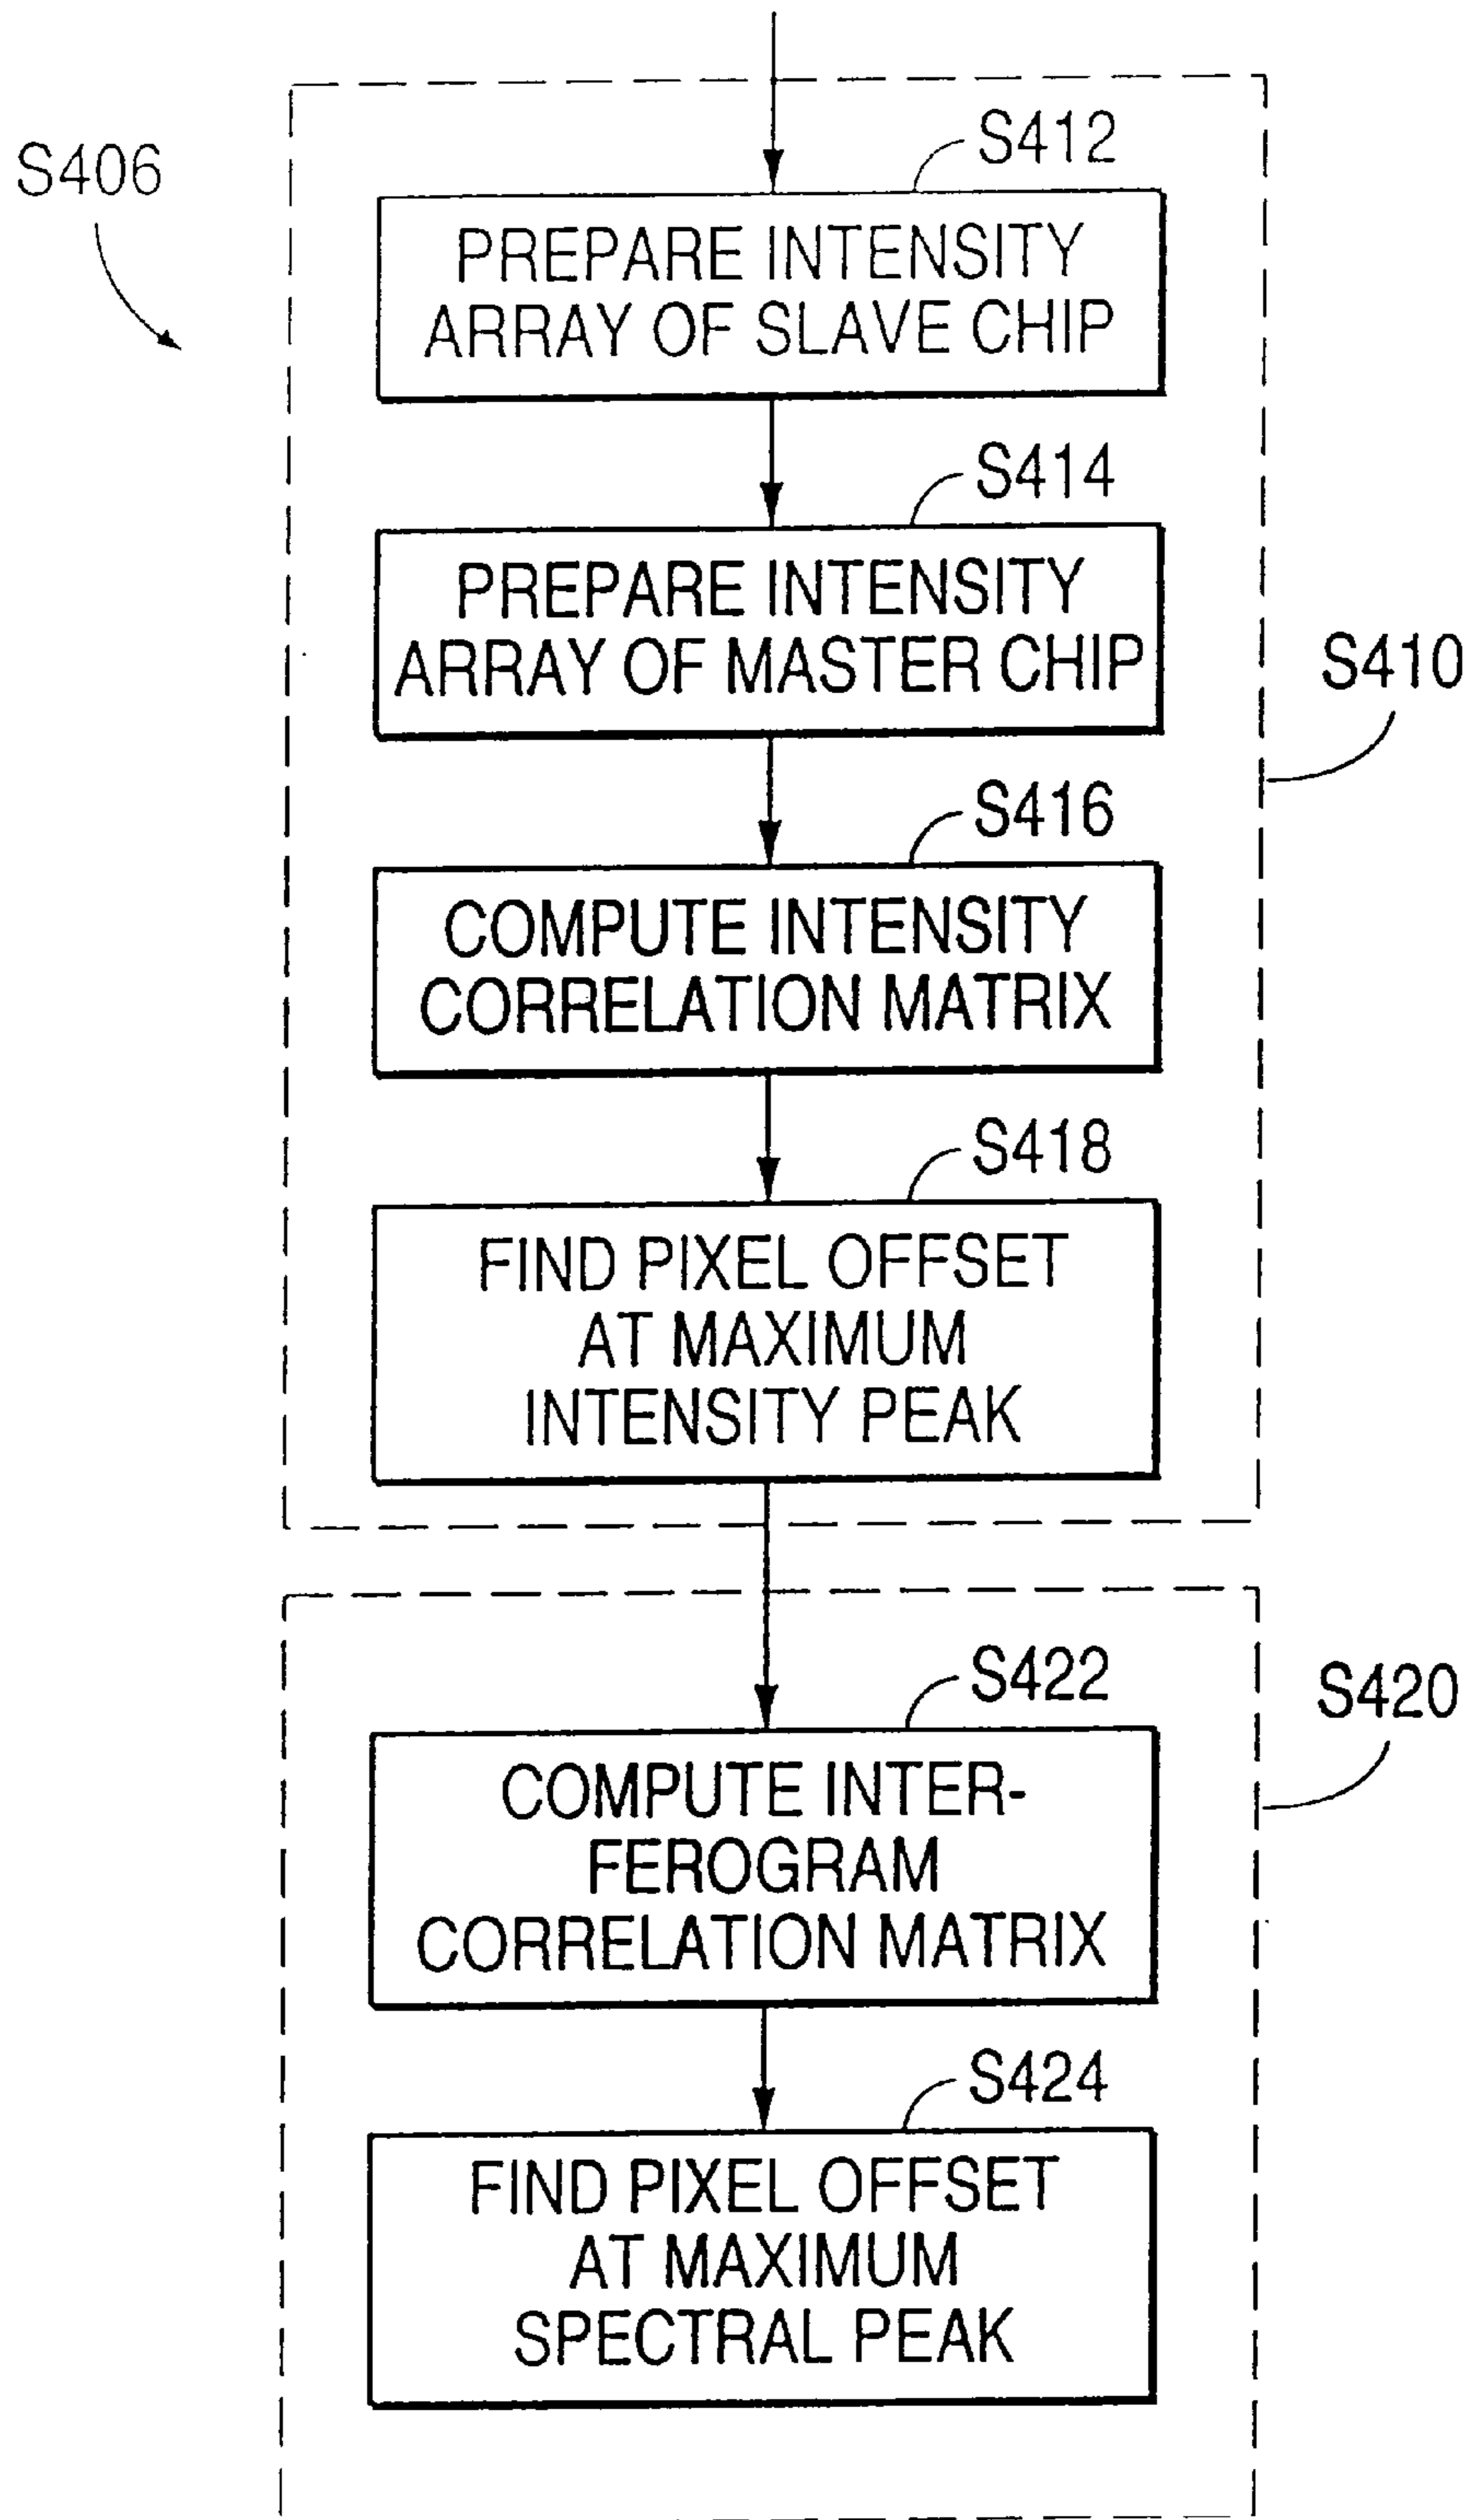 S406
S412
PREPARE INTENSITY
ARRAY OF SLAVE CHIP
S414
PREPARE INTENSITY
ARRAY OF MASTER CHIP
S410
S416
COMPUTE INTENSITY
CORRELATION MATRIX
S418
FIND PIXEL OFFSET
AT MAXIMUM
INTENSITY PEAK
S422
S420
COMPUTE INTER-
FEROGRAM
CORRELATION MATRIX
S424
FIND PIXEL OFFSET
AT MAXIMUM
SPECTRAL PEAK